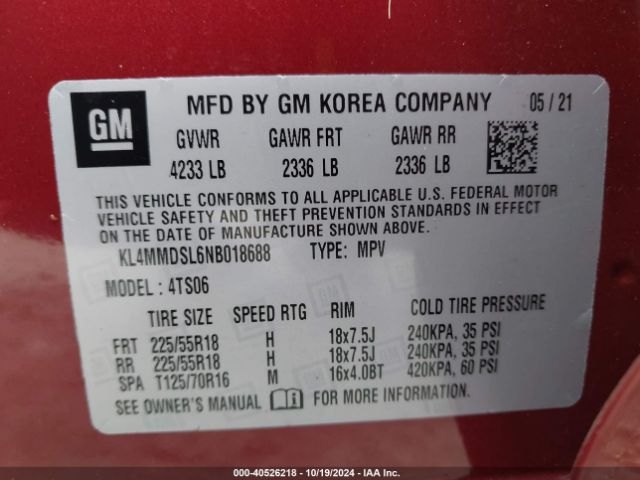 GM
MFD BY GM KOREA COMPANY 05 / 21
GVWR GAWR FRT GAWR RR
4233 LB 2336 LB 2336 LB
THIS VEHICLE CONFORMS TO ALL APPLICABLE U.S. FEDERAL MOTOR
VEHICLE SAFETY AND THEFT PREVENTION STANDARDS IN EFFECT
ON THE DATE OF MANUFACTURE SHOWN ABOVE.
KL4MMDSL6NB018688 TYPE: MPV
MODEL : 4TS06
TIRE SIZE SPEED RTG RIM COLD TIRE PRESSURE
FRT 225/55R18 H 18x7.5J 240KPA, 35 PSI
RR 225/55R18 H 18x7.5J 240KPA, 35 PSI
SPA T125/70R16 M 16x4.0BT 420KPA, 60 PSI
SEE OWNER'S MANUAL i FOR MORE INFORMATION.
000-40526218 - 10/19/2024 - IAA Inc.